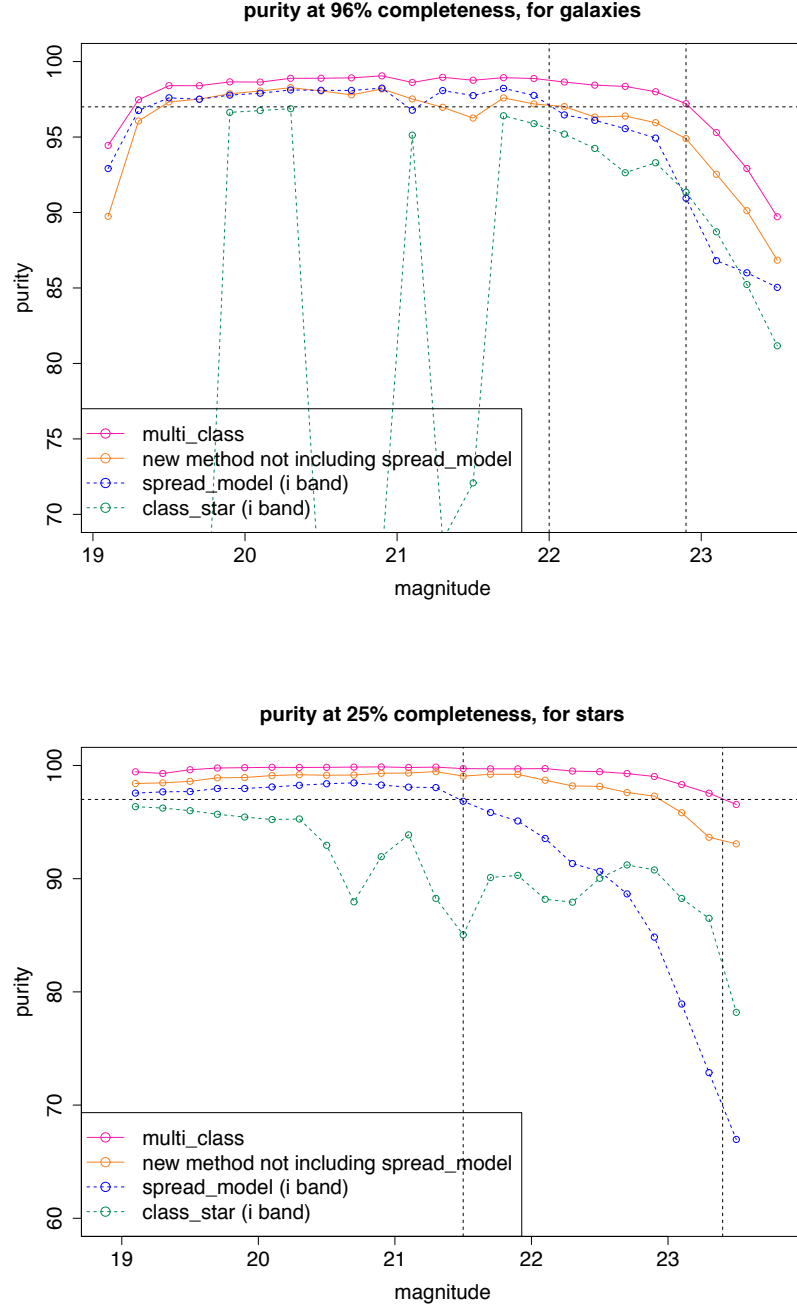 purity at 96% completeness, for galaxies
100
95
90
85
80
75
70
purity
multi_class
new method not including spread_model
spread_model (i band)
class_star (i band)
19 20 21 22 23
magnitude
purity at 25% completeness, for stars
100
90
80
70
60
purity
multi_class
new method not including spread_model
spread_model (i band)
class_star (i band)
19 20 21 22 23
magnitude